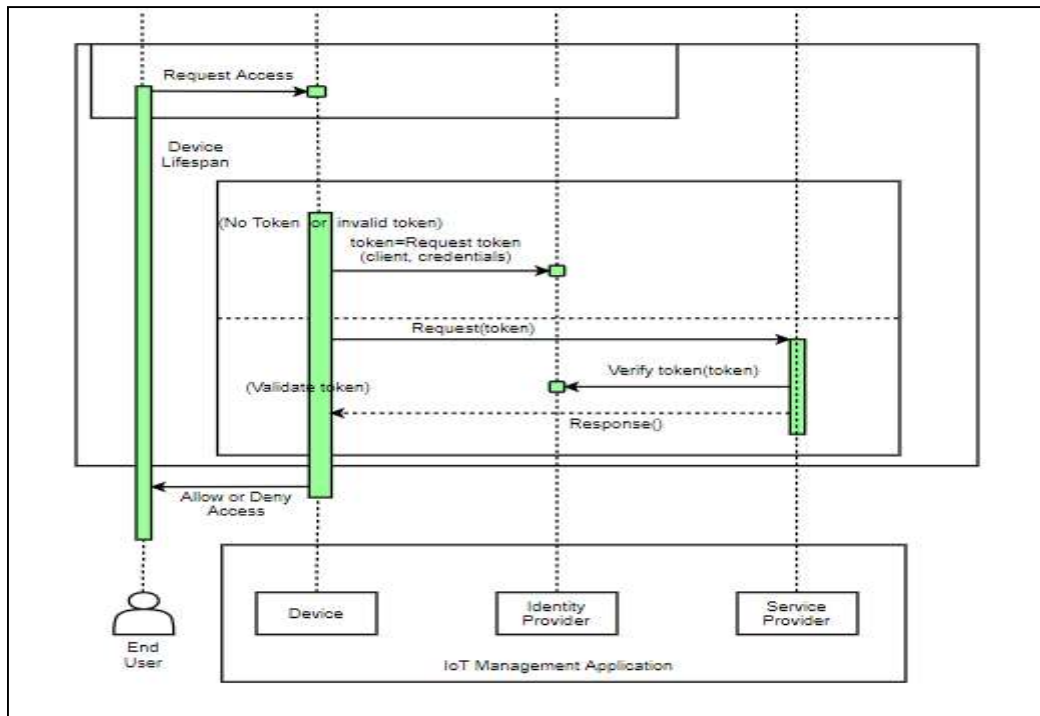 Request Access
Device
Lifespan
(No Token or invalid token)
token=Request token
(client, credentials)
Request(token)
Verify token(token)
(Validate token)
Response()
Allow or Deny
Access
Device
Identity
Provider
Service
Provider
End
User
IoT Management Application